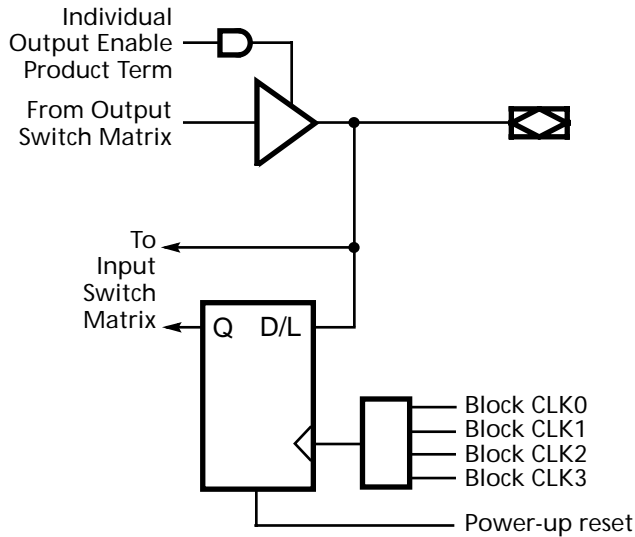 Individual
Output Enable
Product Term
From Output
Switch Matrix
To
Input
Switch
Matrix
Q D/L
Block CLK0
Block CLK1
Block CLK2
Block CLK3
Power-up reset